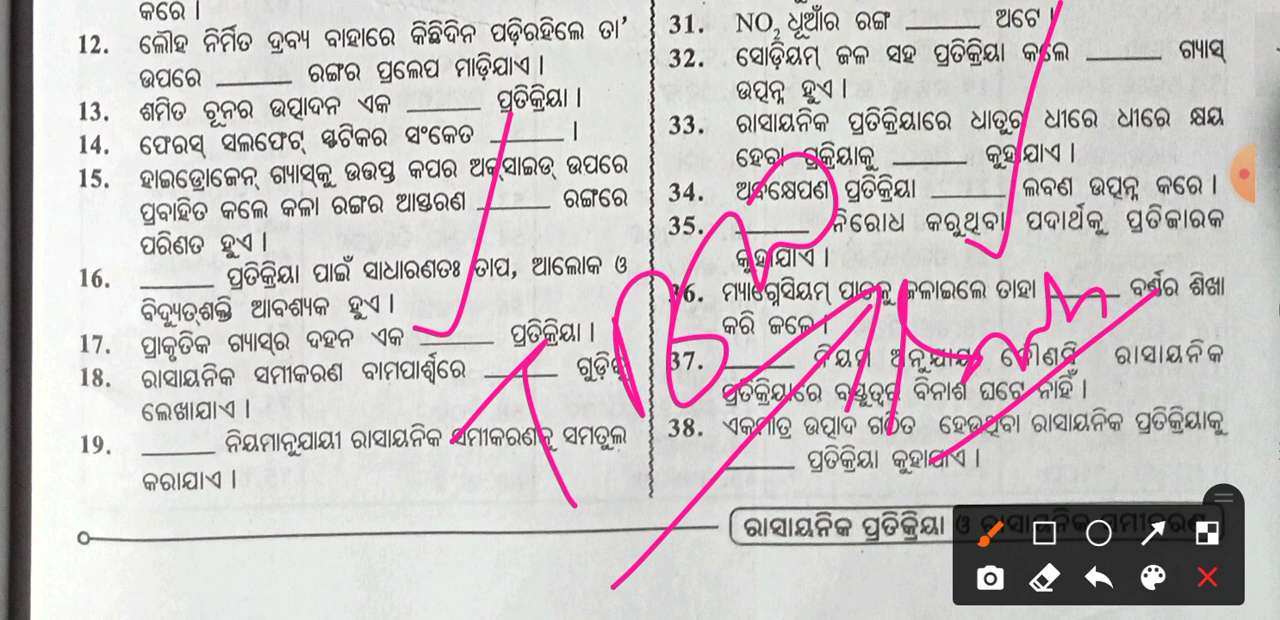 କରେ ।
12. ଲୌହ ନିର୍ମିତ ଦ୍ରବ୍ୟ ବାହାରେ କିଛିଦିନ ପଡ଼ିରହିଲେ ତା’
ଉପରେ ______ ରଙ୍ଗର ପ୍ରଲେପ ମାଡ଼ିଯାଏ ।
13. ଶମିତ ଚୂନର ଉତ୍ପାଦନ ଏକ ______ ପ୍ରତିକ୍ରିୟା ।
14. ଫେରସ୍ ସଲଫେଟ୍ ସ୍ଫଟିକର ସଂକେତ ______ ।
15. ହାଇଡ୍ରୋଜେନ୍ ଗ୍ୟାସ୍‌କୁ ଉତ୍ତପ୍ତ କପର ଅକ୍‌ସାଇଡ୍ ଉପରେ
ପ୍ରବାହିତ କଲେ କଳା ରଙ୍ଗର ଆସ୍ତରଣ ______ ରଙ୍ଗରେ
ପରିଣତ ହୁଏ ।
16. ______ ପ୍ରତିକ୍ରିୟା ପାଇଁ ସାଧାରଣତଃ ତାପ, ଆଲୋକ ଓ
ବିଦ୍ୟୁତ୍‌ଶକ୍ତି ଆବଶ୍ୟକ ହୁଏ ।
17. ପ୍ରାକୃତିକ ଗ୍ୟାସ୍‌ର ଦହନ ଏକ ______ ପ୍ରତିକ୍ରିୟା ।
18. ରାସାୟନିକ ସମୀକରଣ ବାମପାର୍ଶ୍ୱରେ ______ ଗୁଡ଼ିକୁ
ଲେଖାଯାଏ ।
19. ______ ନିୟମାନୁଯାୟୀ ରାସାୟନିକ ସମୀକରଣକୁ ସମତୁଲ
କରାଯାଏ ।
31. NO₂ ଧୂଆଁର ରଙ୍ଗ ______ ଅଟେ ।
32. ସୋଡ଼ିୟମ୍ ଜଳ ସହ ପ୍ରତିକ୍ରିୟା କଲେ ______ ଗ୍ୟାସ୍
ଉତ୍ପନ୍ନ ହୁଏ ।
33. ରାସାୟନିକ ପ୍ରତିକ୍ରିୟାରେ ଧାତୁର ଧୀରେ ଧୀରେ କ୍ଷୟ
ହେବା ପ୍ରକ୍ରିୟାକୁ ______ କୁହାଯାଏ ।
34. ଅବକ୍ଷେପଣ ପ୍ରତିକ୍ରିୟା ______ ଲବଣ ଉତ୍ପନ୍ନ କରେ ।
35. ______ ନିରୋଧ କରୁଥିବା ପଦାର୍ଥକୁ ପ୍ରତିଜାରକ
କୁହାଯାଏ ।
36. ମ୍ୟାଗ୍ନେସିୟମ୍ ପାତକୁ ଜଳାଇଲେ ତାହା ______ ବର୍ଣ୍ଣର ଶିଖା
କରି ଜଳେ ।
37. ______ ନିୟମ ଅନୁଯାୟୀ କୌଣସି ରାସାୟନିକ
ପ୍ରତିକ୍ରିୟାରେ ବସ୍ତୁତ୍ୱର ବିନାଶ ଘଟେ ନାହିଁ ।
38. ଏକମାତ୍ର ଉତ୍ପାଦ ଗଠିତ ହେଉଥିବା ରାସାୟନିକ ପ୍ରତିକ୍ରିୟାକୁ
______ ପ୍ରତିକ୍ରିୟା କୁହାଯାଏ ।
ରାସାୟନିକ ପ୍ରତିକ୍ରିୟା ଓ ରାସାୟନିକ ସମୀକରଣ